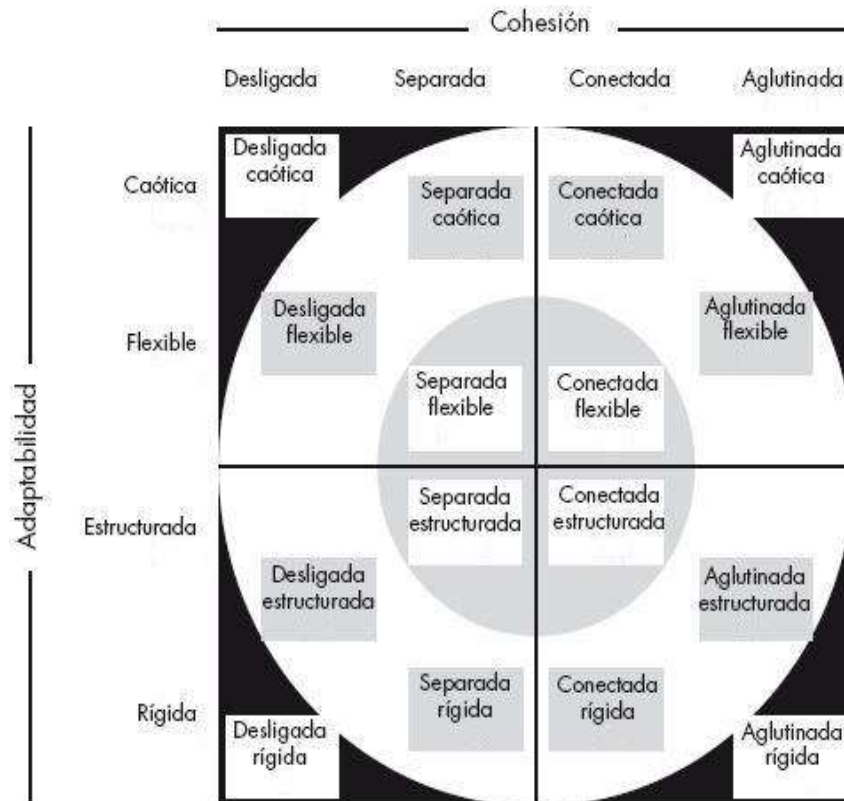 Cohesión
Desligada Separada Conectada Aglutinada
Adaptabilidad
Caótica
Desligada
caótica
Separada
caótica
Conectada
caótica
Aglutinada
caótica
Flexible
Desligada
flexible
Separada
flexible
Conectada
flexible
Aglutinada
flexible
Estructurada
Separada
estructurada
Conectada
estructurada
Desligada
estructurada
Aglutinada
estructurada
Rígida
Desligada
rígida
Separada
rígida
Conectada
rígida
Aglutinada
rígida